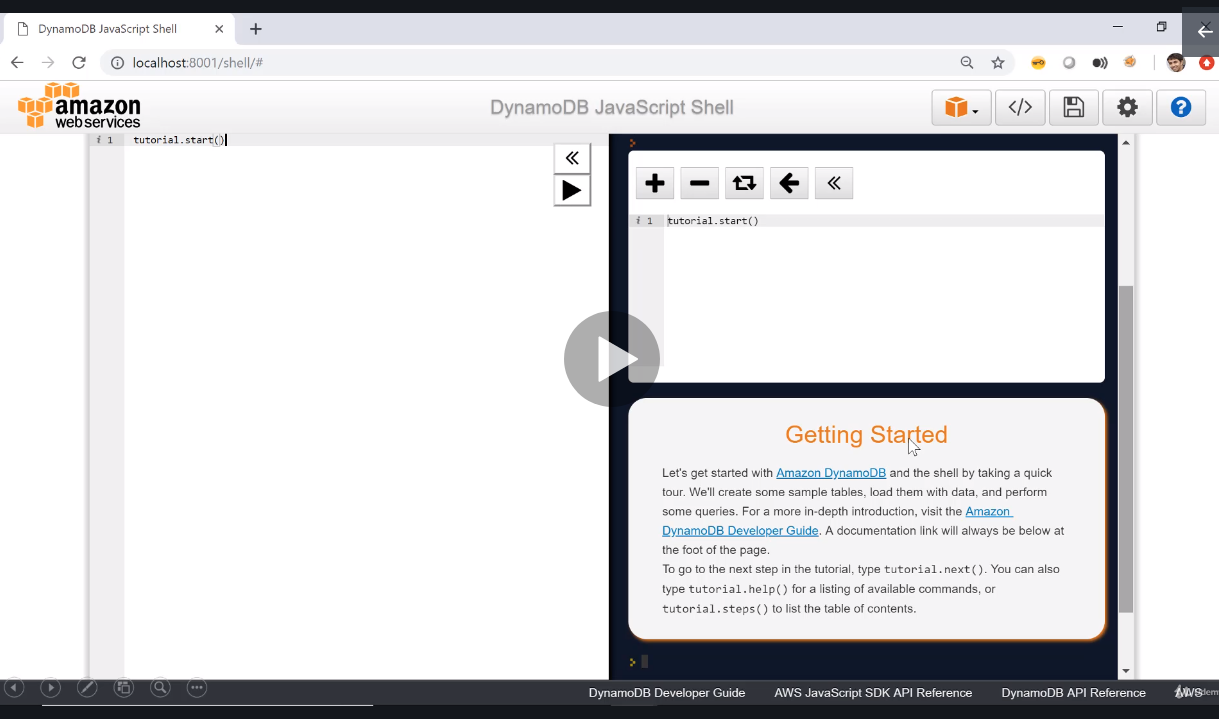 DynamoDB JavaScript Shell
localhost:8001/shell/#
amazon
web services
DynamoDB JavaScript Shell
i 1 tutorial.start()
i 1 tutorial.start()
Getting Started
Let's get started with Amazon DynamoDB and the shell by taking a quick
tour. We'll create some sample tables, load them with data, and perform
some queries. For a more in-depth introduction, visit the Amazon
DynamoDB Developer Guide. A documentation link will always be below at
the foot of the page.
To go to the next step in the tutorial, type tutorial.next(). You can also
type tutorial.help() for a listing of available commands, or
tutorial.steps() to list the table of contents.
DynamoDB Developer Guide AWS JavaScript SDK API Reference DynamoDB API Reference